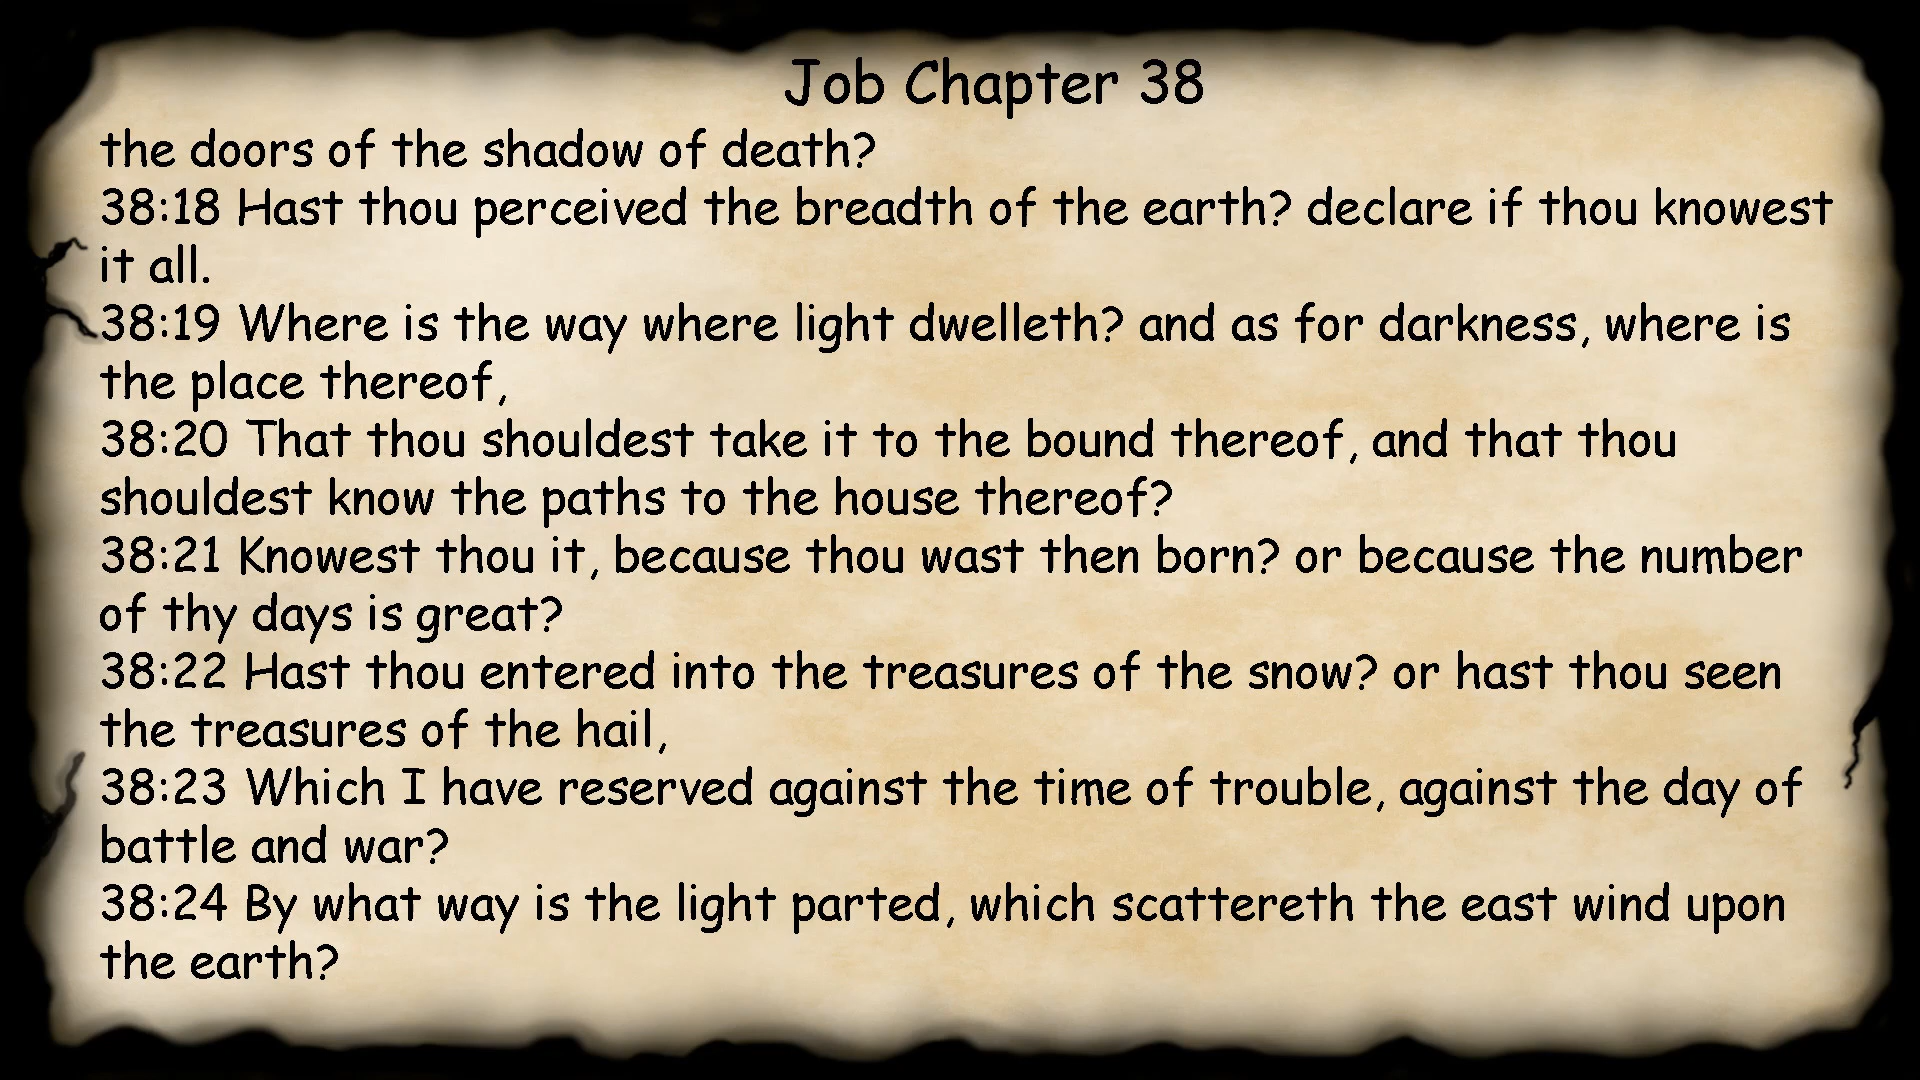 Job Chapter 38
the doors of the shadow of death?
38:18 Hast thou perceived the breadth of the earth? declare if thou knowest
it all.
38:19 Where is the way where light dwelleth? and as for darkness, where is
the place thereof,
38:20 That thou shouldest take it to the bound thereof, and that thou
shouldest know the paths to the house thereof?
38:21 Knowest thou it, because thou wast then born? or because the number
of thy days is great?
38:22 Hast thou entered into the treasures of the snow? or hast thou seen
the treasures of the hail,
38:23 Which I have reserved against the time of trouble, against the day of
battle and war?
38:24 By what way is the light parted, which scattereth the east wind upon
the earth?